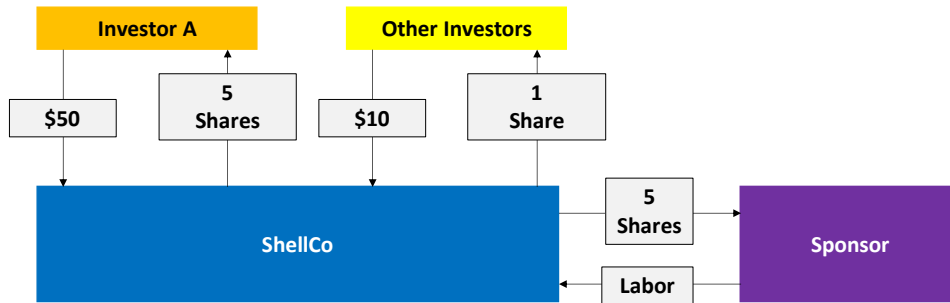 Investor A
Other Investors
$50
5
Shares
$10
1
Share
ShellCo
5
Shares
Sponsor
Labor